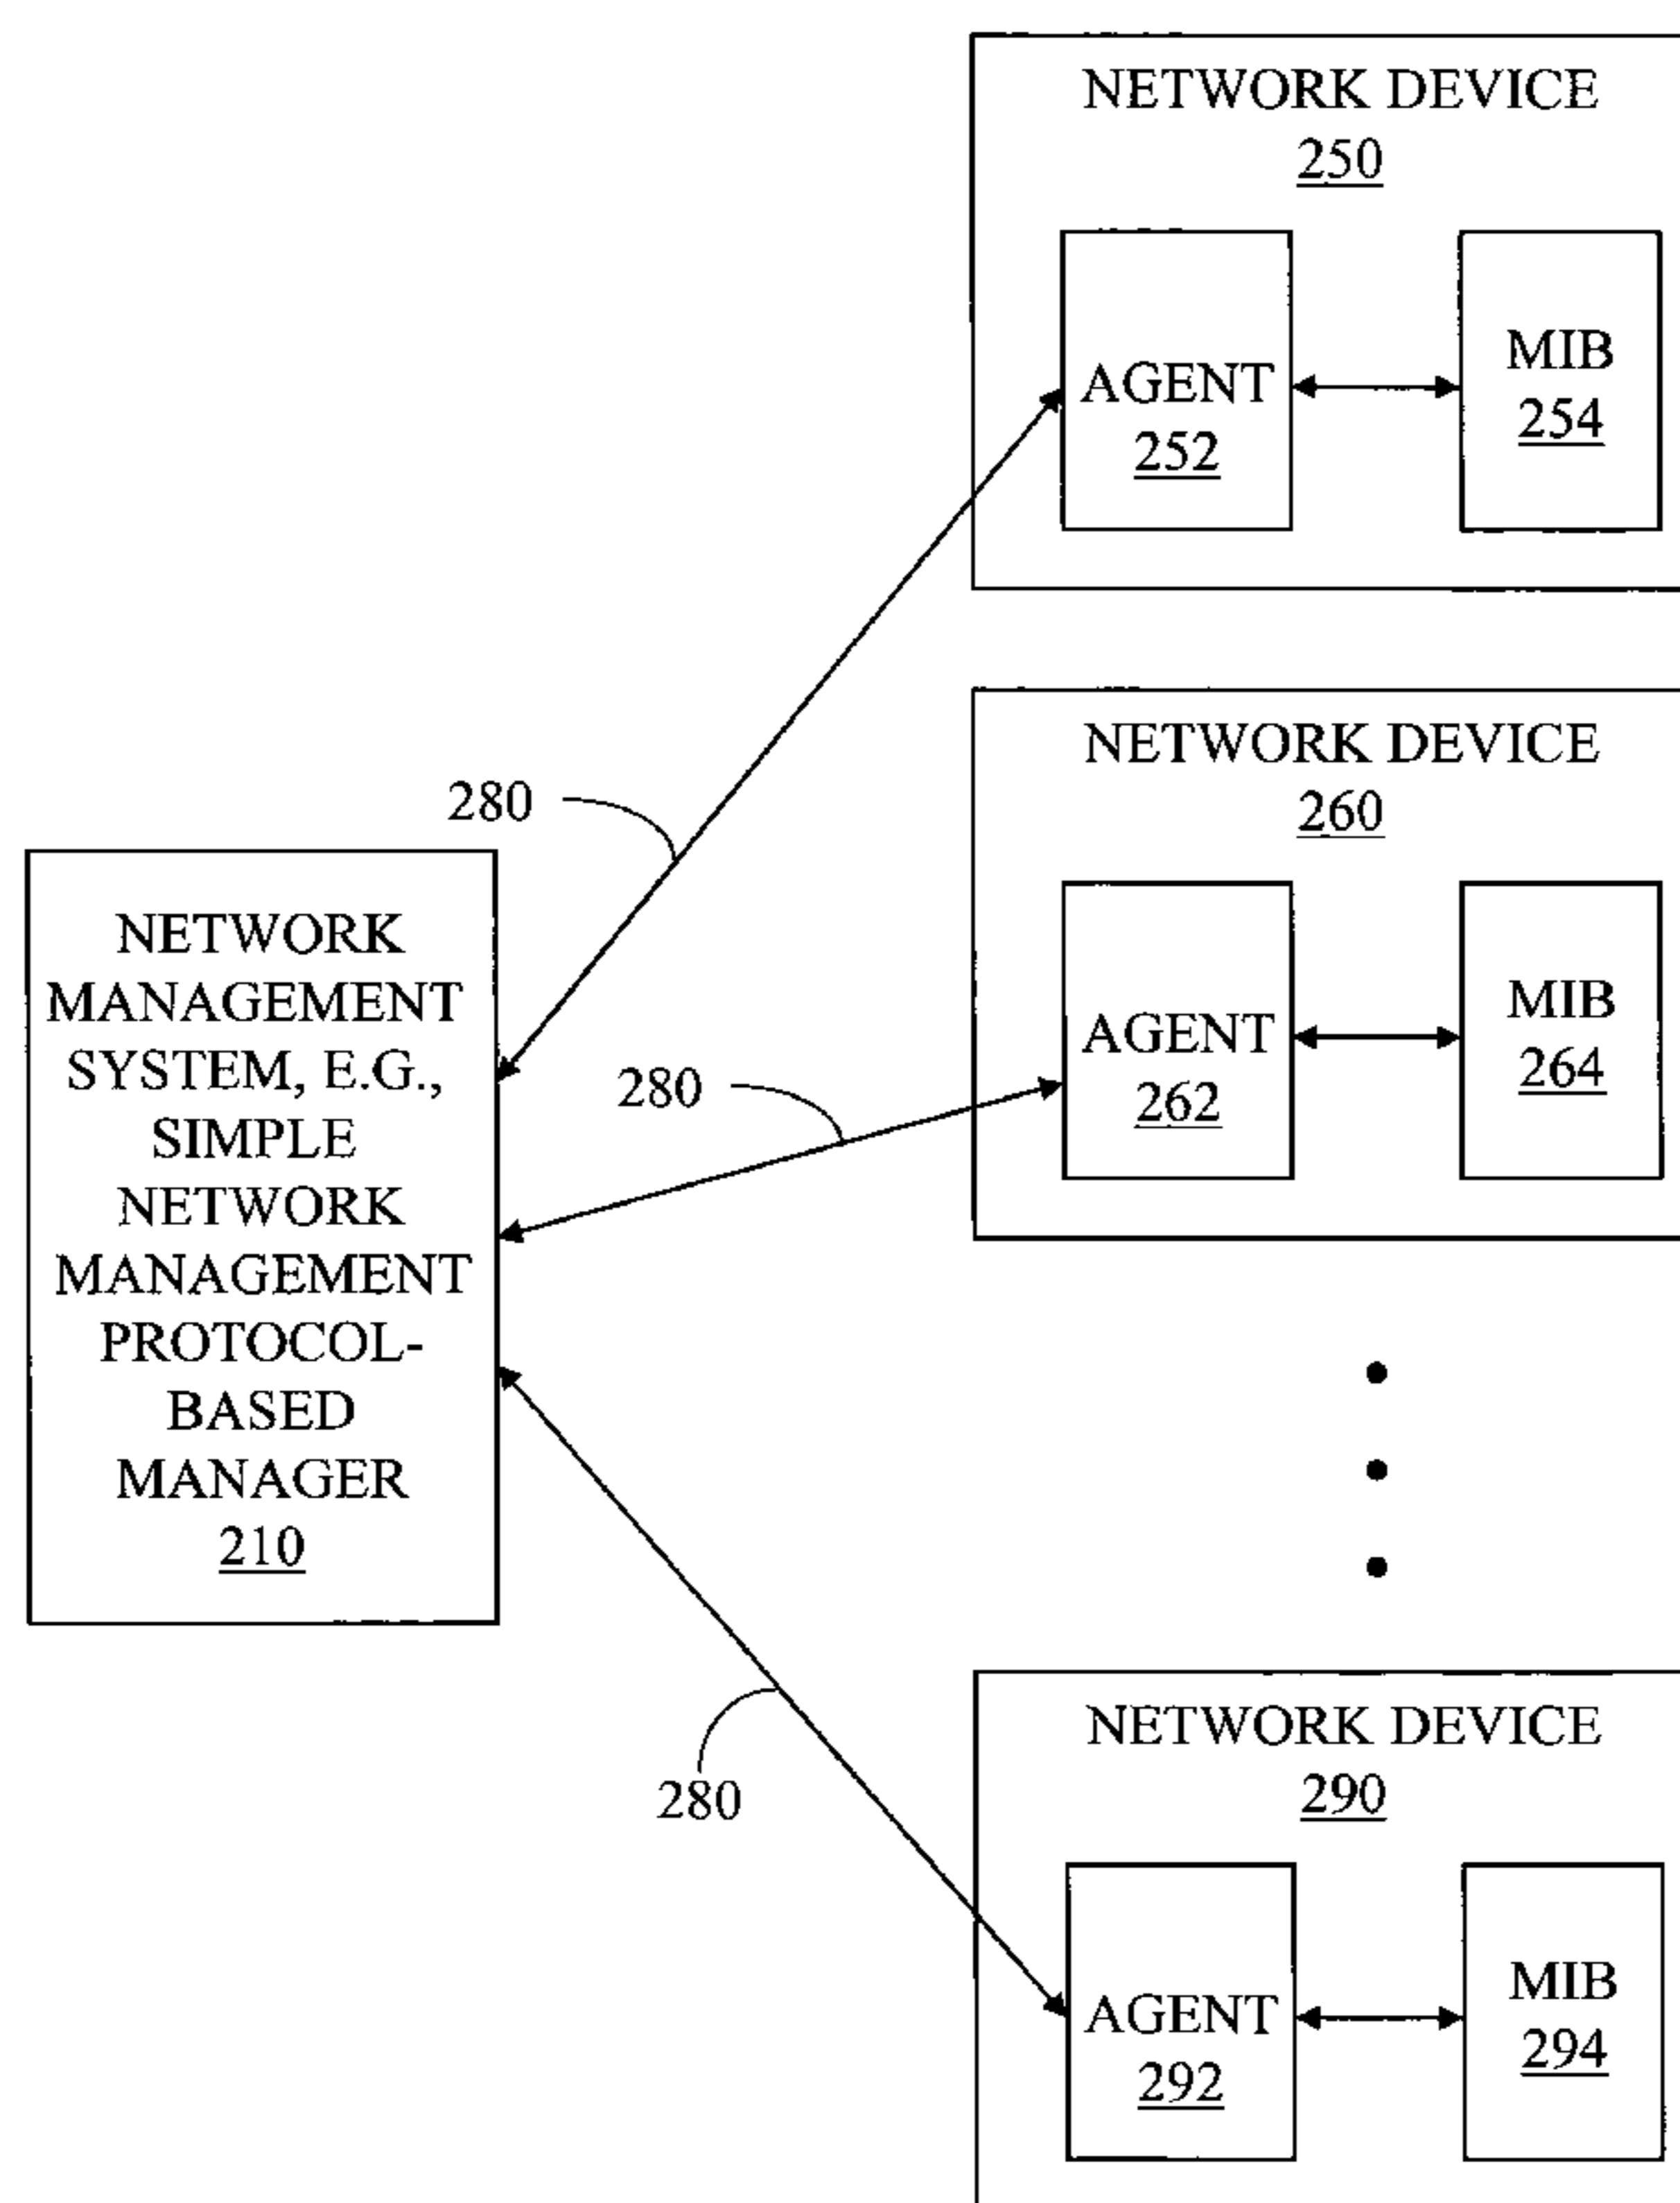 NETWORK DEVICE
250
AGENT
252
MIB
254
NETWORK DEVICE
260
AGENT
262
MIB
264
280
280
NETWORK
MANAGEMENT
SYSTEM, E.G.,
SIMPLE
NETWORK
MANAGEMENT
PROTOCOL-
BASED
MANAGER
210
280
NETWORK DEVICE
290
AGENT
292
MIB
294